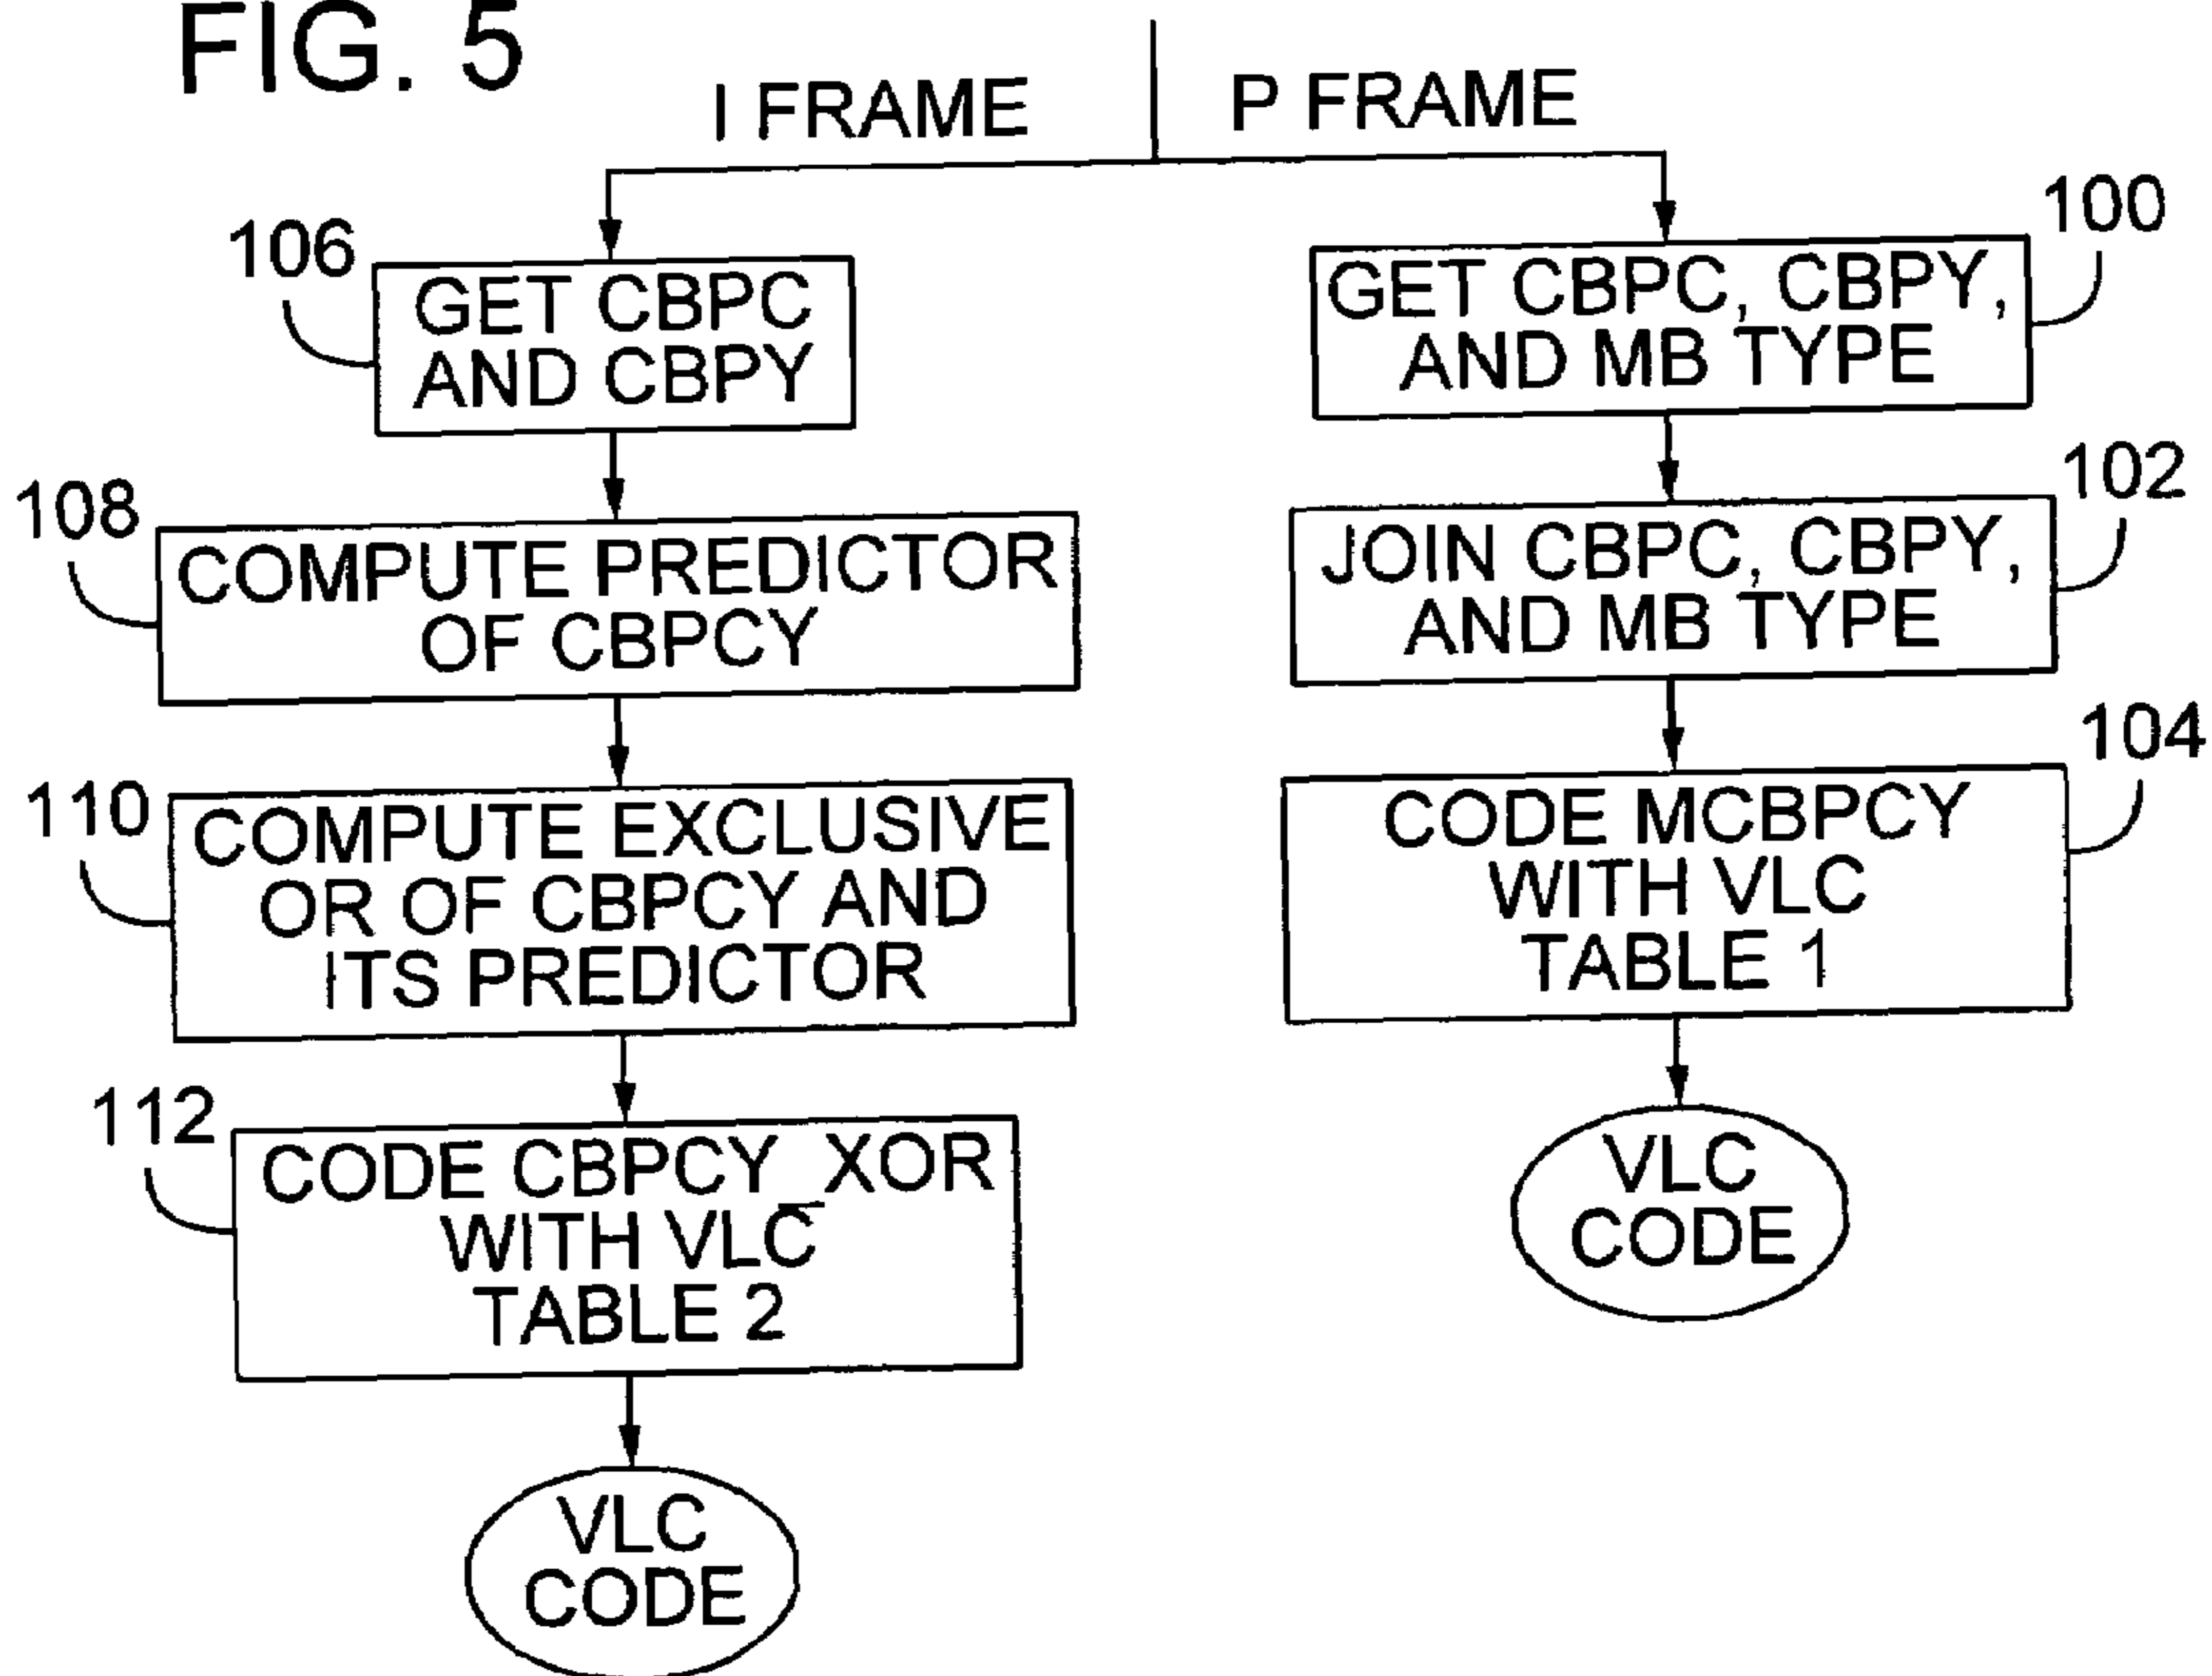 FIG. 5
I FRAME
P FRAME
106
GET CBPC
AND CBPY
108
COMPUTE PREDICTOR
OF CBPCY
110
COMPUTE EXCLUSIVE
OR OF CBPCY AND
ITS PREDICTOR
112
CODE CBPCY_XOR
WITH VLC
TABLE 2
VLC
CODE
100
GET CBPC, CBPY,
AND MB TYPE
102
JOIN CBPC, CBPY,
AND MB TYPE
104
CODE MCBPCY
WITH VLC
TABLE 1
VLC
CODE